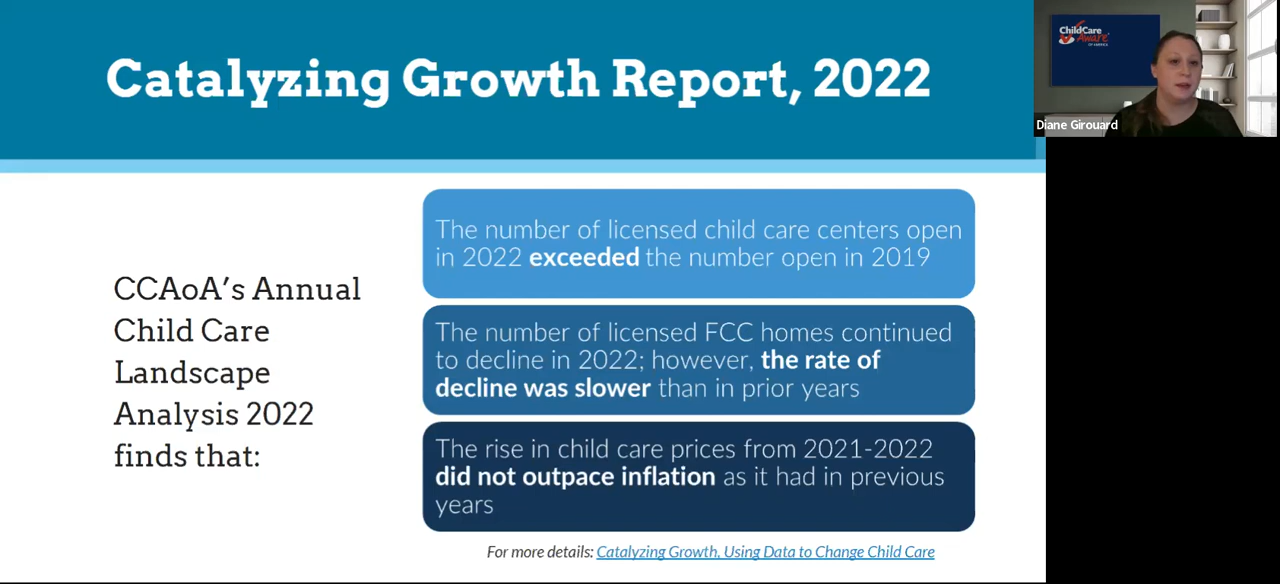 Catalyzing Growth Report, 2022
ChildCare
Aware
OF AMERICA
Diane Girouard
CCAoA’s Annual
Child Care
Landscape
Analysis 2022
finds that:
The number of licensed child care centers open
in 2022 exceeded the number open in 2019
The number of licensed FCC homes continued
to decline in 2022; however, the rate of
decline was slower than in prior years
The rise in child care prices from 2021-2022
did not outpace inflation as it had in previous
years
For more details: Catalyzing Growth, Using Data to Change Child Care